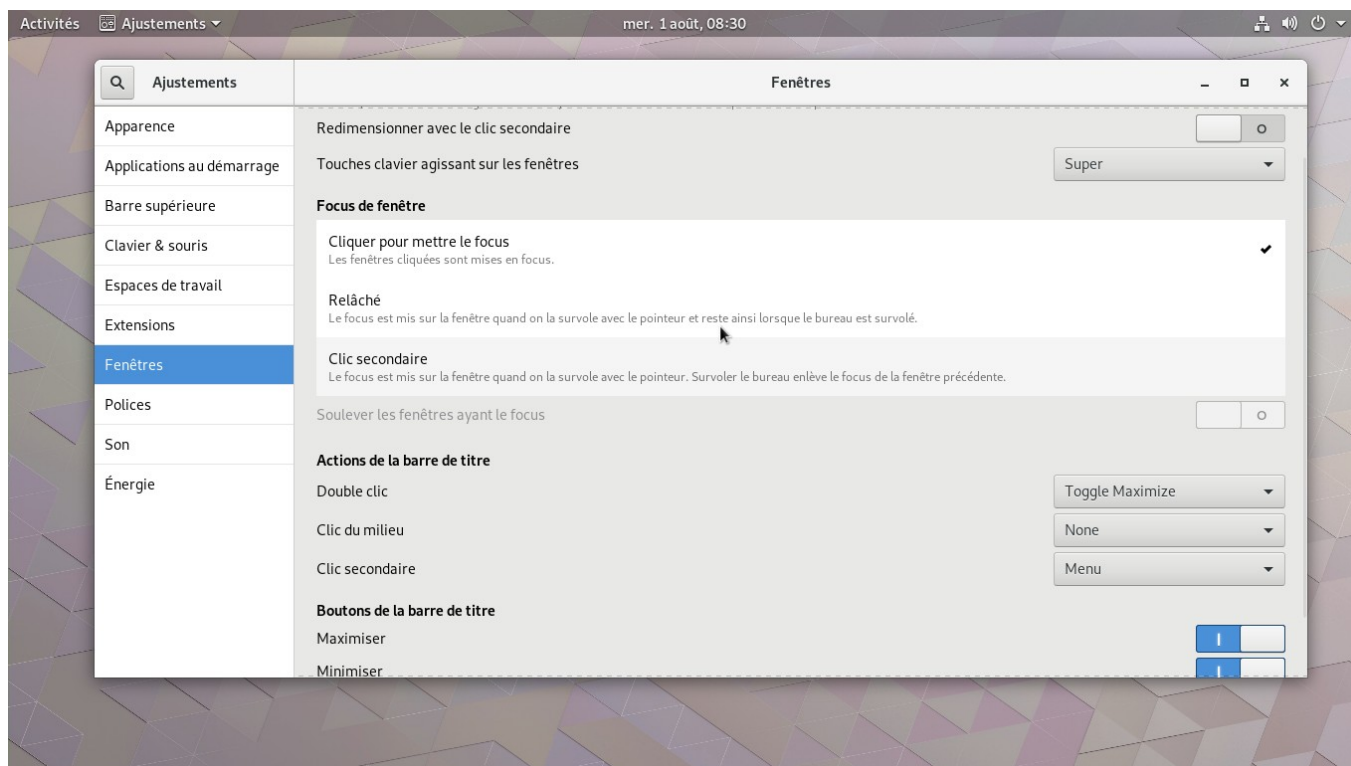 Activités
Ajustements
mer. 1 août, 08:30
Ajustements
Fenêtres
Apparence
Applications au démarrage
Barre supérieure
Clavier & souris
Espaces de travail
Extensions
Fenêtres
Polices
Son
Énergie
Redimensionner avec le clic secondaire
Touches clavier agissant sur les fenêtres
Super
Focus de fenêtre
Cliquer pour mettre le focus
Les fenêtres cliquées sont mises en focus.
Relâché
Le focus est mis sur la fenêtre quand on la survole avec le pointeur et reste ainsi lorsque le bureau est survolé.
Clic secondaire
Le focus est mis sur la fenêtre quand on la survole avec le pointeur. Survoler le bureau enlève le focus de la fenêtre précédente.
Soulever les fenêtres ayant le focus
Actions de la barre de titre
Double clic
Toggle Maximize
Clic du milieu
None
Clic secondaire
Menu
Boutons de la barre de titre
Maximiser
Minimiser